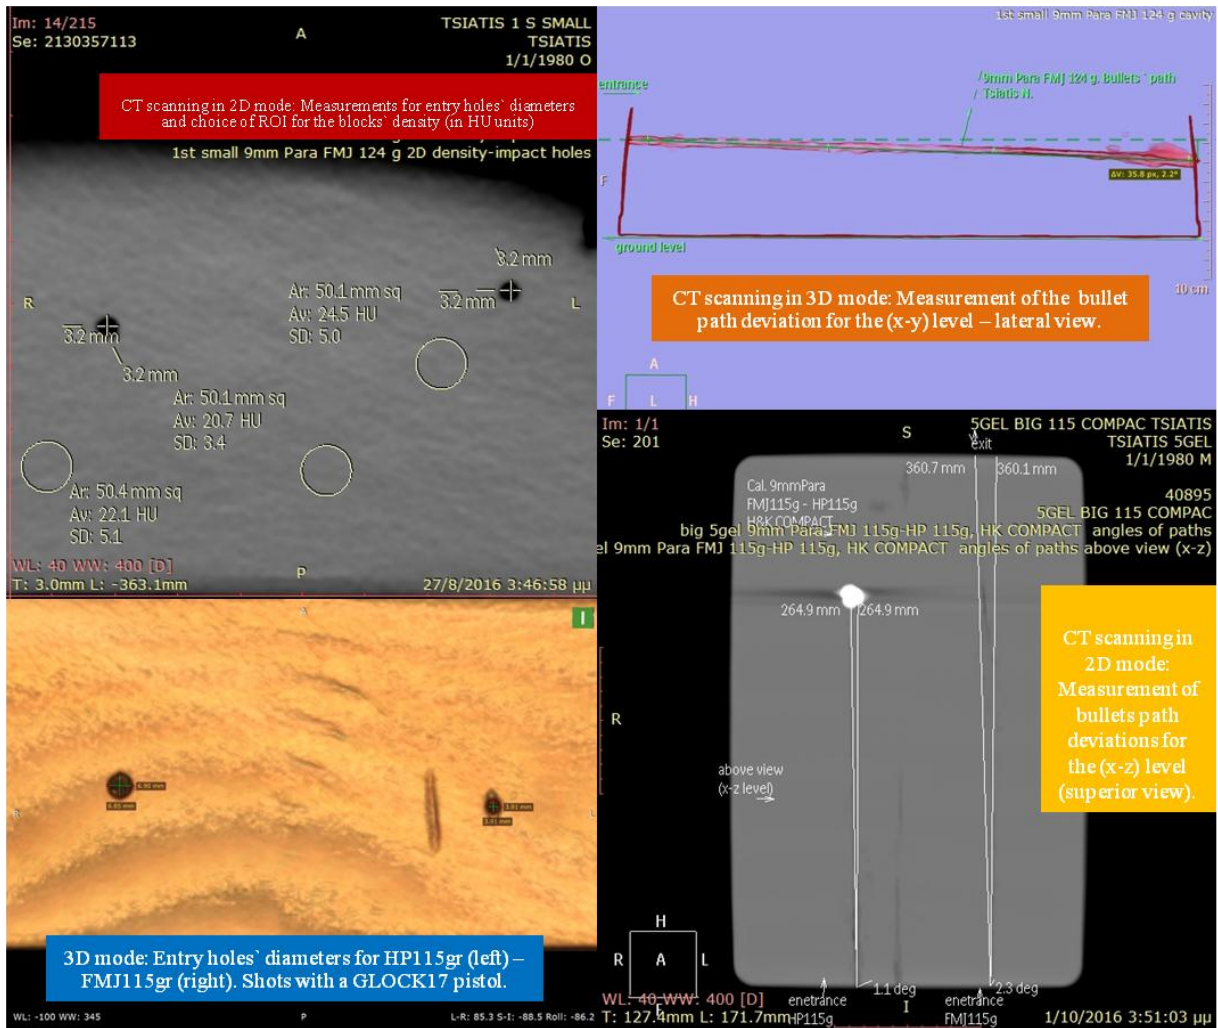 Im: 14/215
Se: 2130357113
A
TSIATIS 1 S SMALL
TSIATIS
1/1/1980 O
CT scanning in 2D mode: Measurements for entry holes` diameters
and choice of ROI for the blocks` density (in HU units)
1st small 9mm Para FMJ 124 g 2D density-impact holes
R
L
3.2 mm
3.2 mm
3.2 mm
3.2 mm
Ar: 50.1 mm sq
Av: 24.5 HU
SD: 5.0
Ar: 50.1 mm sq
Av: 20.7 HU
SD: 3.4
Ar: 50.4 mm sq
Av: 22.1 HU
SD: 5.1
WL: 40 WW: 400 [D]
T: 3.0mm L: -363.1mm
P
27/8/2016 3:46:58 μμ
1st small 9mm Para FMJ 124 g cavity
entrance
9mm Para FMJ 124 g. Bullets` path
Tsiatis N.
F
ΔV: 35.8 px, 2.2°
ground level
10 cm
CT scanning in 3D mode: Measurement of the bullet
path deviation for the (x-y) level – lateral view.
A
F L H
I
R
L
6.90 mm
6.85 mm
3.91 mm
3.91 mm
3D mode: Entry holes` diameters for HP115gr (left) –
FMJ115gr (right). Shots with a GLOCK17 pistol.
WL: -100 WW: 345
P
L-R: 85.3 S-I: -88.5 Roll: -86.2
Im: 1/1
Se: 201
S
5GEL BIG 115 COMPAC TSIATIS
TSIATIS 5GEL
1/1/1980 M
exit
360.7 mm
360.1 mm
Cal. 9mmPara
FMJ115g - HP115g
H&K COMPACT
40895
5GEL BIG 115 COMPAC
big 5gel 9mm Para FMJ 115g-HP 115g, HK COMPACT angles of paths
el 9mm Para FMJ 115g-HP 115g, HK COMPACT angles of paths above view (x-z)
264.9 mm
264.9 mm
CT scanning in
2D mode:
Measurement of
bullets path
deviations for
the (x-z) level
(superior view).
R
above view
(x-z level)
H
R A L
F
1.1 deg
2.3 deg
WL: 40 WW: 400 [D]
T: 127.4mm L: 171.7mm
enetrance
HP115g
I
enetrance
FMJ115g
1/10/2016 3:51:03 μμ